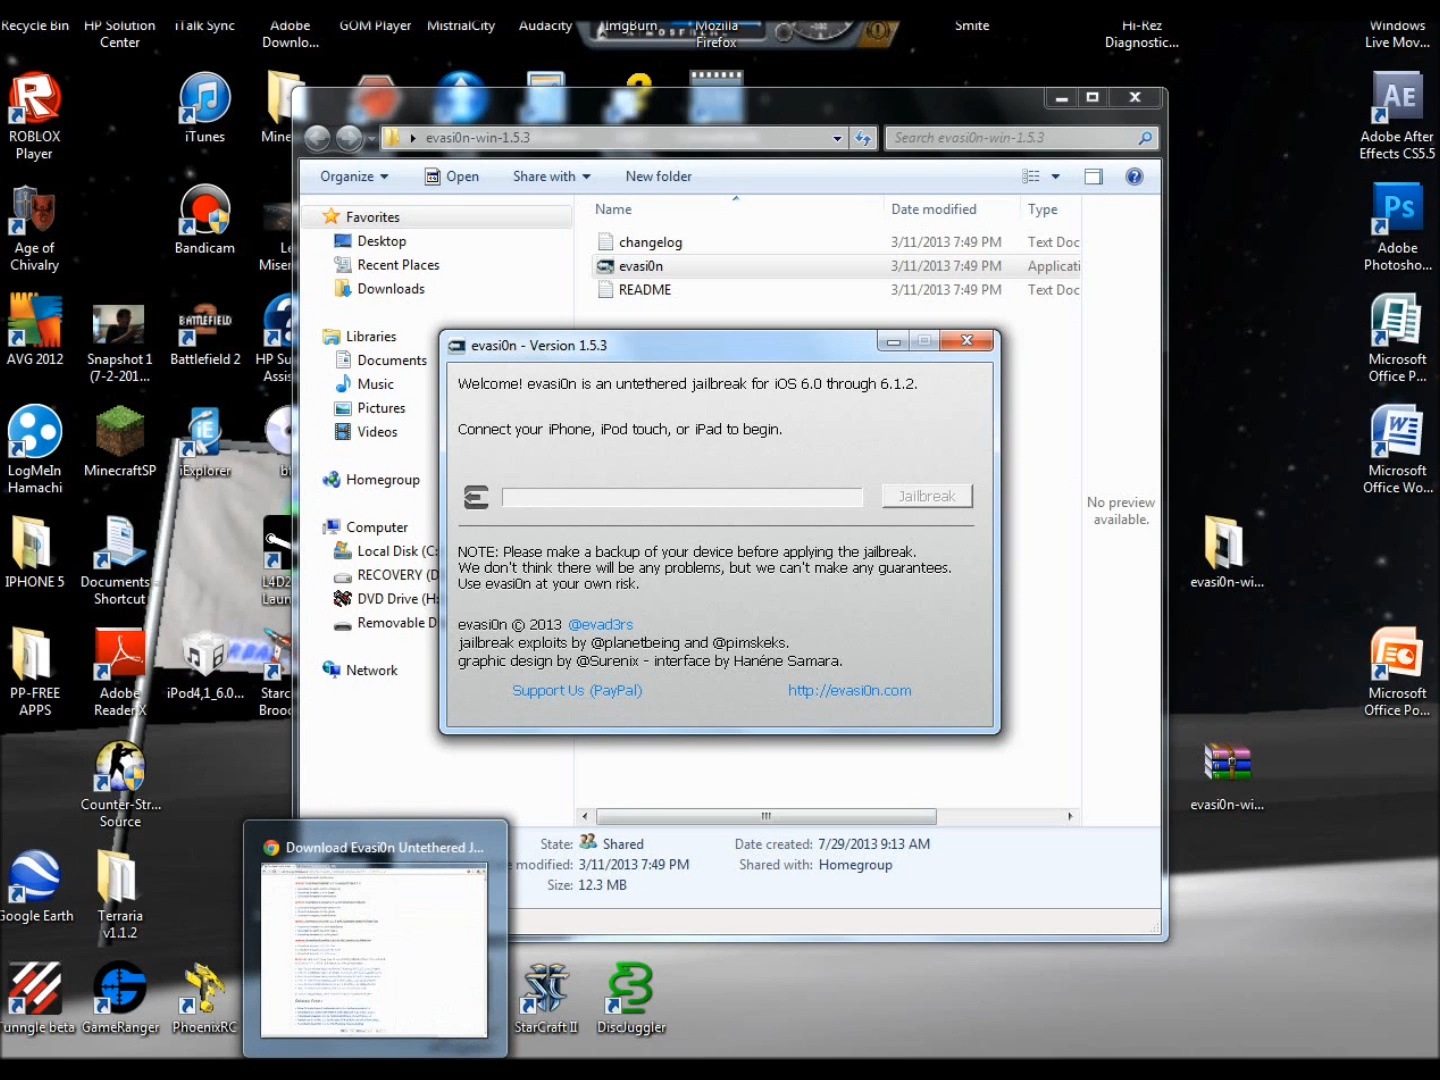 Recycle Bin
HP Solution
Center
iTalk Sync
Adobe
Downlo...
GOM Player
MistrialCity
Audacity
ImgBurn
Mozilla
Firefox
Smite
Hi-Rez
Diagnostic...
Windows
Live Mov...
ROBLOX
Player
iTunes
Mine
Adobe After
Effects CS5.5
Age of
Chivalry
Bandicam
Le
Miser
Adobe
Photosho...
AVG 2012
Snapshot 1
(7-2-201...
Battlefield 2
HP Su
Assis
Microsoft
Office P...
LogMeIn
Hamachi
MinecraftSP
iExplorer
Microsoft
Office Wo...
IPHONE 5
Documents
Shortcut
L4D2
Laun
evasi0n-wi...
PP-FREE
APPS
Adobe
Reader X
iPod4,1_6.0...
Starc
Broo
Microsoft
Office Po...
Counter-Str...
Source
evasi0n-wi...
Google Earth
Terraria
v1.1.2
Tunngle beta
GameRanger
PhoenixRC
StarCraft II
DiscJuggler
evasi0n-win-1.5.3
Search evasi0n-win-1.5.3
Organize
Open
Share with
New folder
Favorites
Desktop
Recent Places
Downloads
Libraries
Documents
Music
Pictures
Videos
Homegroup
Computer
Local Disk (C:
RECOVERY (D
DVD Drive (H:
Removable D
Network
Name Date modified Type
changelog 3/11/2013 7:49 PM Text Doc
evasi0n 3/11/2013 7:49 PM Applicati
README 3/11/2013 7:49 PM Text Doc
No preview
available.
evasi0n - Version 1.5.3
Welcome! evasi0n is an untethered jailbreak for iOS 6.0 through 6.1.2.
Connect your iPhone, iPod touch, or iPad to begin.
Jailbreak
NOTE: Please make a backup of your device before applying the jailbreak.
We don't think there will be any problems, but we can't make any guarantees.
Use evasi0n at your own risk.
evasi0n © 2013 @evad3rs
jailbreak exploits by @planetbeing and @pimskeks.
graphic design by @Surenix - interface by Hanéne Samara.
Support Us (PayPal)
http://evasi0n.com
State: Shared
Date created: 7/29/2013 9:13 AM
modified: 3/11/2013 7:49 PM
Shared with: Homegroup
Size: 12.3 MB
Download Evasi0n Untethered J...